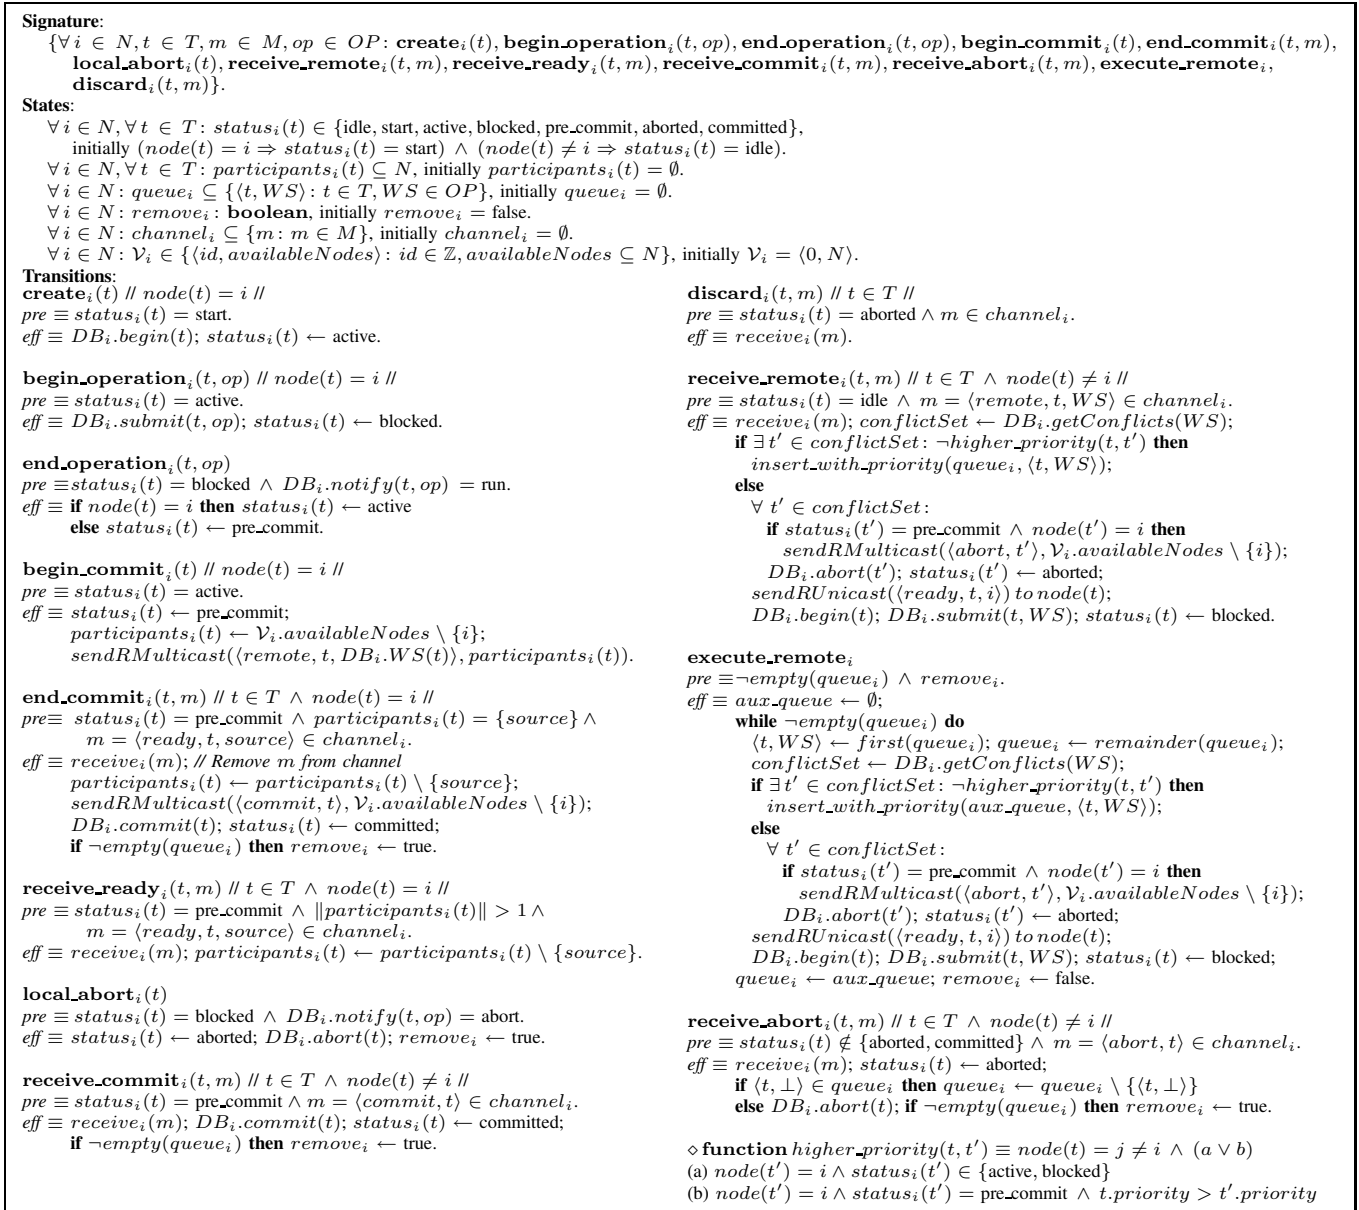 Signature:
{∀ i ∈ N, t ∈ T, m ∈ M, op ∈ OP: create_i(t), begin_operation_i(t, op), end_operation_i(t, op), begin_commit_i(t), end_commit_i(t, m),
local_abort_i(t), receive_remote_i(t, m), receive_ready_i(t, m), receive_commit_i(t, m), receive_abort_i(t, m), execute_remote_i,
discard_i(t, m)}.
States:
∀ i ∈ N, ∀ t ∈ T: status_i(t) ∈ {idle, start, active, blocked, pre_commit, aborted, committed},
initially (node(t) = i ⇒ status_i(t) = start) ∧ (node(t) ≠ i ⇒ status_i(t) = idle).
∀ i ∈ N, ∀ t ∈ T: participants_i(t) ⊆ N, initially participants_i(t) = ∅.
∀ i ∈ N: queue_i ⊆ {⟨t, WS⟩: t ∈ T, WS ∈ OP}, initially queue_i = ∅.
∀ i ∈ N: remove_i: boolean, initially remove_i = false.
∀ i ∈ N: channel_i ⊆ {m: m ∈ M}, initially channel_i = ∅.
∀ i ∈ N: 𝒱_i ∈ {⟨id, availableNodes⟩: id ∈ ℤ, availableNodes ⊆ N}, initially 𝒱_i = ⟨0, N⟩.
Transitions:
create_i(t) // node(t) = i //
pre ≡ status_i(t) = start.
eff ≡ DB_i.begin(t); status_i(t) ← active.
begin_operation_i(t, op) // node(t) = i //
pre ≡ status_i(t) = active.
eff ≡ DB_i.submit(t, op); status_i(t) ← blocked.
end_operation_i(t, op)
pre ≡status_i(t) = blocked ∧ DB_i.notify(t, op) = run.
eff ≡ if node(t) = i then status_i(t) ← active
else status_i(t) ← pre_commit.
begin_commit_i(t) // node(t) = i //
pre ≡ status_i(t) = active.
eff ≡ status_i(t) ← pre_commit;
participants_i(t) ← 𝒱_i.availableNodes \ {i};
sendRMulticast(⟨remote, t, DB_i.WS(t)⟩, participants_i(t)).
end_commit_i(t, m) // t ∈ T ∧ node(t) = i //
pre≡ status_i(t) = pre_commit ∧ participants_i(t) = {source} ∧
m = ⟨ready, t, source⟩ ∈ channel_i.
eff ≡ receive_i(m); // Remove m from channel
participants_i(t) ← participants_i(t) \ {source};
sendRMulticast(⟨commit, t⟩, 𝒱_i.availableNodes \ {i});
DB_i.commit(t); status_i(t) ← committed;
if ¬empty(queue_i) then remove_i ← true.
receive_ready_i(t, m) // t ∈ T ∧ node(t) = i //
pre ≡ status_i(t) = pre_commit ∧ ‖participants_i(t)‖ > 1 ∧
m = ⟨ready, t, source⟩ ∈ channel_i.
eff ≡ receive_i(m); participants_i(t) ← participants_i(t) \ {source}.
local_abort_i(t)
pre ≡ status_i(t) = blocked ∧ DB_i.notify(t, op) = abort.
eff ≡ status_i(t) ← aborted; DB_i.abort(t); remove_i ← true.
receive_commit_i(t, m) // t ∈ T ∧ node(t) ≠ i //
pre ≡ status_i(t) = pre_commit ∧ m = ⟨commit, t⟩ ∈ channel_i.
eff ≡ receive_i(m); DB_i.commit(t); status_i(t) ← committed;
if ¬empty(queue_i) then remove_i ← true.
discard_i(t, m) // t ∈ T //
pre ≡ status_i(t) = aborted ∧ m ∈ channel_i.
eff ≡ receive_i(m).
receive_remote_i(t, m) // t ∈ T ∧ node(t) ≠ i //
pre ≡ status_i(t) = idle ∧ m = ⟨remote, t, WS⟩ ∈ channel_i.
eff ≡ receive_i(m); conflictSet ← DB_i.getConflicts(WS);
if ∃ t′ ∈ conflictSet: ¬higher_priority(t, t′) then
insert_with_priority(queue_i, ⟨t, WS⟩);
else
∀ t′ ∈ conflictSet:
if status_i(t′) = pre_commit ∧ node(t′) = i then
sendRMulticast(⟨abort, t′⟩, 𝒱_i.availableNodes \ {i});
DB_i.abort(t′); status_i(t′) ← aborted;
sendRUnicast(⟨ready, t, i⟩) to node(t);
DB_i.begin(t); DB_i.submit(t, WS); status_i(t) ← blocked.
execute_remote_i
pre ≡¬empty(queue_i) ∧ remove_i.
eff ≡ aux_queue ← ∅;
while ¬empty(queue_i) do
⟨t, WS⟩ ← first(queue_i); queue_i ← remainder(queue_i);
conflictSet ← DB_i.getConflicts(WS);
if ∃ t′ ∈ conflictSet: ¬higher_priority(t, t′) then
insert_with_priority(aux_queue, ⟨t, WS⟩);
else
∀ t′ ∈ conflictSet:
if status_i(t′) = pre_commit ∧ node(t′) = i then
sendRMulticast(⟨abort, t′⟩, 𝒱_i.availableNodes \ {i});
DB_i.abort(t′); status_i(t′) ← aborted;
sendRUnicast(⟨ready, t, i⟩) to node(t);
DB_i.begin(t); DB_i.submit(t, WS); status_i(t) ← blocked;
queue_i ← aux_queue; remove_i ← false.
receive_abort_i(t, m) // t ∈ T ∧ node(t) ≠ i //
pre ≡ status_i(t) ∉ {aborted, committed} ∧ m = ⟨abort, t⟩ ∈ channel_i.
eff ≡ receive_i(m); status_i(t) ← aborted;
if ⟨t, ⊥⟩ ∈ queue_i then queue_i ← queue_i \ {⟨t, ⊥⟩}
else DB_i.abort(t); if ¬empty(queue_i) then remove_i ← true.
⋄ function higher_priority(t, t′) ≡ node(t) = j ≠ i ∧ (a ∨ b)
(a) node(t′) = i ∧ status_i(t′) ∈ {active, blocked}
(b) node(t′) = i ∧ status_i(t′) = pre_commit ∧ t.priority > t′.priority